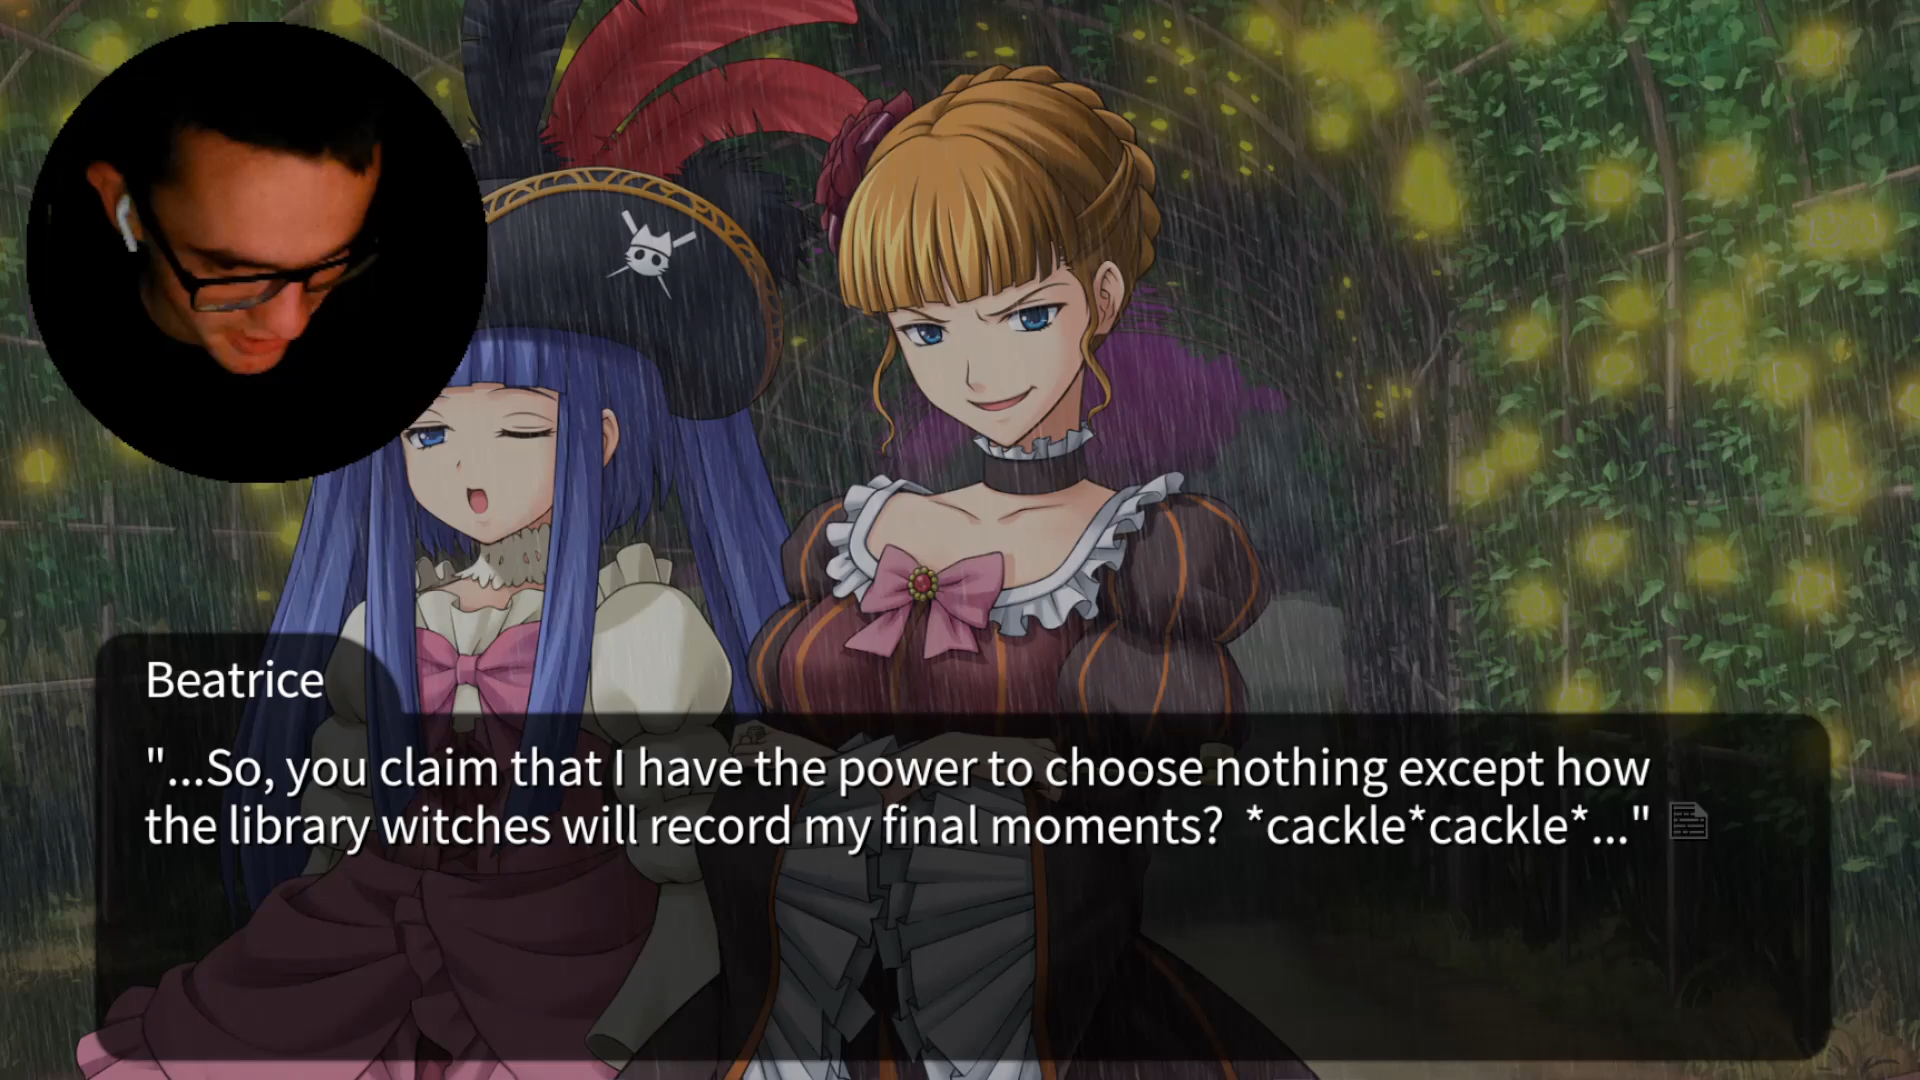 Beatrice
"...So, you claim that I have the power to choose nothing except how
the library witches will record my final moments?  *cackle*cackle*..."